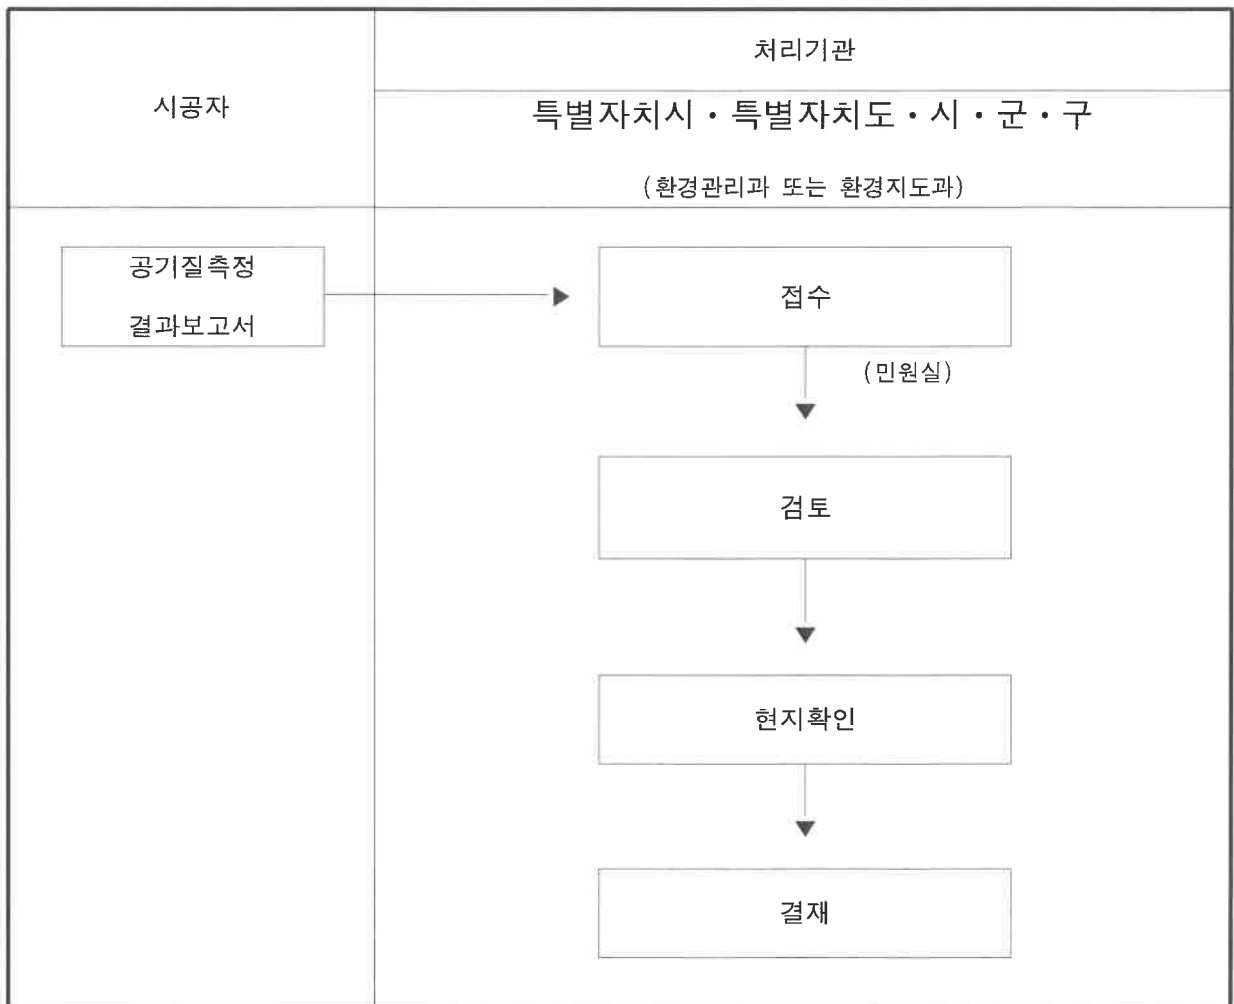 시공자
처리기관
특별자치시・특별자치도・시・군・구
(환경관리과 또는 환경지도과)
공기질측정
결과보고서
접수
(민원실)
검토
현지확인
결재